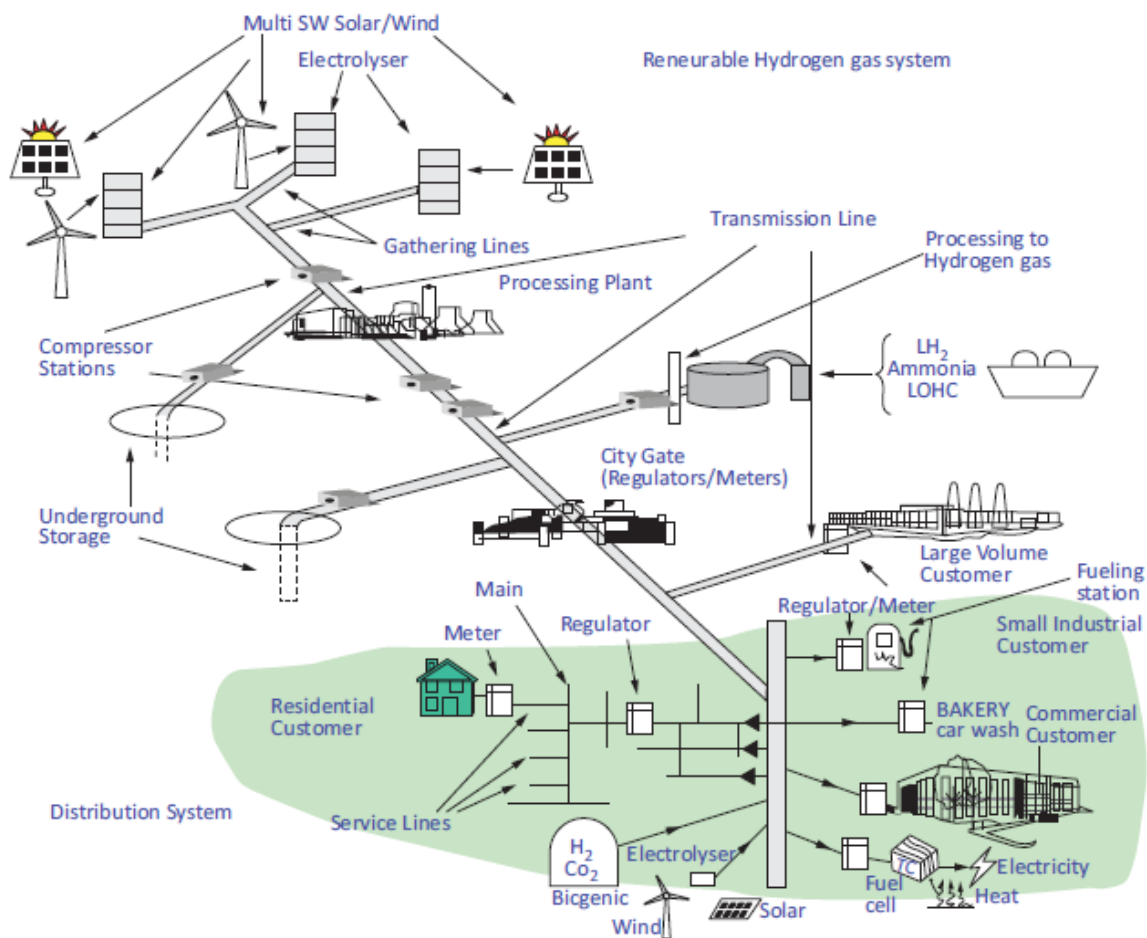 Multi SW Solar/Wind
Electrolyser
Reneurable Hydrogen gas system
Gathering Lines
Transmission Line
Processing to
Hydrogen gas
Processing Plant
Compressor
Stations
LH₂
Ammonia
LOHC
City Gate
(Regulators/Meters)
Underground
Storage
Large Volume
Customer
Fueling
station
Main
Regulator/Meter
Small Industrial
Customer
Meter
Regulator
Residential
Customer
BAKERY
car wash
Commercial
Customer
Distribution System
Service Lines
H₂
Co₂
Bicgenic
Electrolyser
Wind
Solar
TC
Fuel
cell
Electricity
Heat